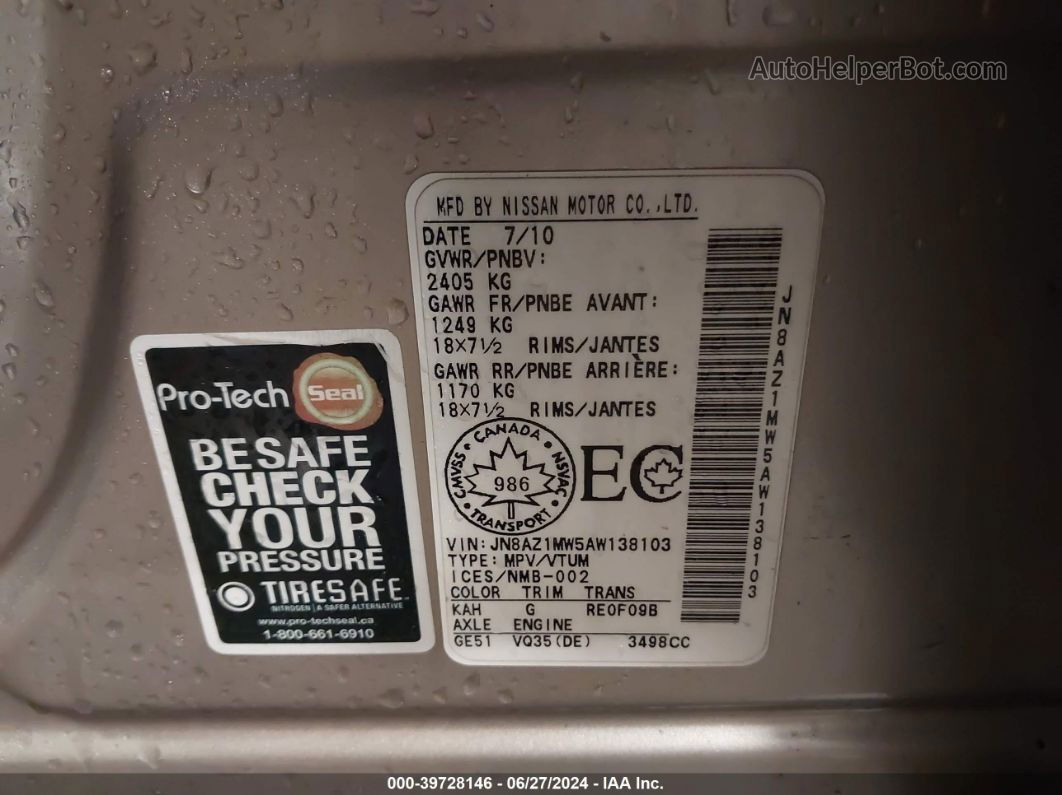 AutoHelperBot.com
MFD BY NISSAN MOTOR CO.,LTD.
DATE 7/10
GVWR/PNBV:
2405 KG
GAWR FR/PNBE AVANT:
1249 KG
18X7½ RIMS/JANTES
GAWR RR/PNBE ARRIÈRE:
1170 KG
18X7½ RIMS/JANTES
CANADA
CMVSS NSVAC
986
TRANSPORT
EC
VIN:JN8AZ1MW5AW138103
TYPE:MPV/VTUM
ICES/NMB-002
COLOR TRIM TRANS
KAH G RE0F09B
AXLE ENGINE
GE51 VQ35(DE) 3498CC
JN8AZ1MW5AW138103
Pro-Tech Seal
BE SAFE
CHECK
YOUR
PRESSURE
TIRESAFE
NITROGEN | A SAFER ALTERNATIVE
www.pro-techseal.ca
1-800-661-6910
000-39728146 - 06/27/2024 - IAA Inc.